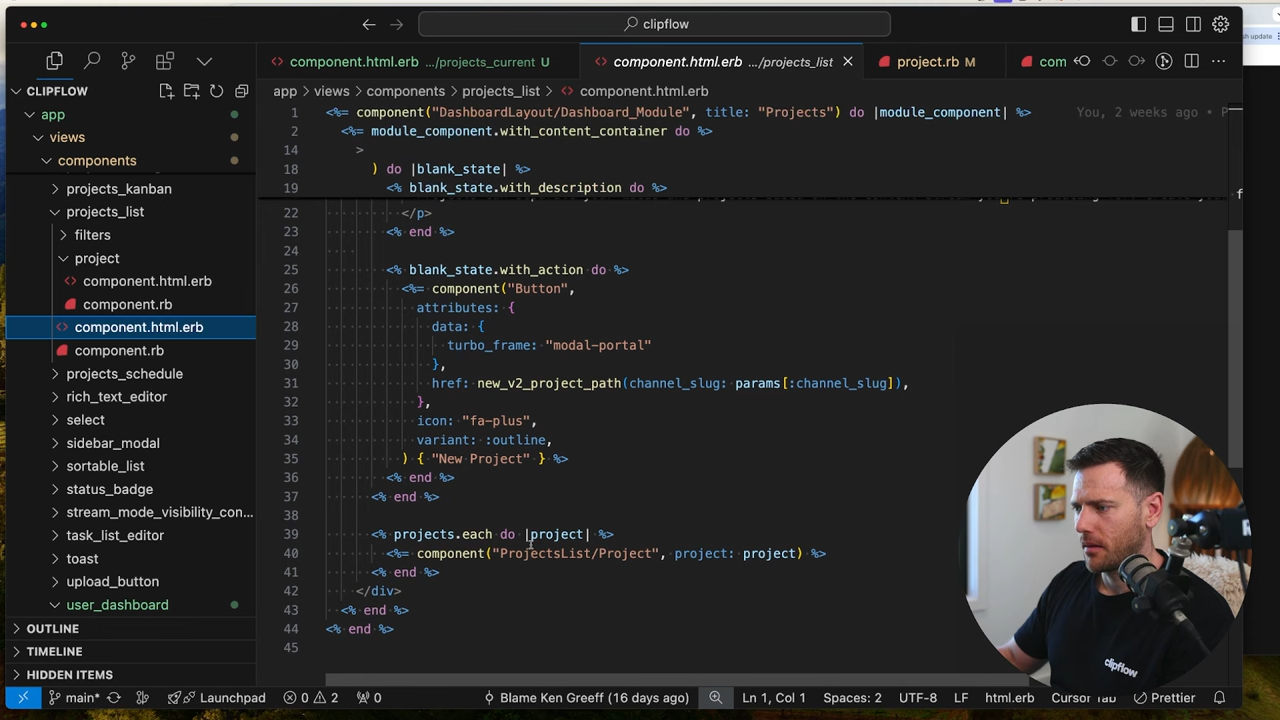 clipflow
component.html.erb .../projects_current U
component.html.erb .../projects_list
project.rb M
com
CLIPFLOW
app
views
components
projects_kanban
projects_list
filters
project
component.html.erb
component.rb
component.html.erb
component.rb
projects_schedule
rich_text_editor
select
sidebar_modal
sortable_list
status_badge
stream_mode_visibility_con...
task_list_editor
toast
upload_button
user_dashboard
OUTLINE
TIMELINE
HIDDEN ITEMS
app > views > components > projects_list > component.html.erb
1 <%= component("DashboardLayout/Dashboard_Module", title: "Projects") do |module_component| %> You, 2 weeks ago •
2 <%= module_component.with_content_container do %>
14 >
18 ) do |blank_state| %>
19 <% blank_state.with_description do %>
22 </p>
23 <% end %>
24
25 <% blank_state.with_action do %>
26 <%= component("Button",
27 attributes: {
28 data: {
29 turbo_frame: "modal-portal"
30 },
31 href: new_v2_project_path(channel_slug: params[:channel_slug]),
32 },
33 icon: "fa-plus",
34 variant: :outline,
35 ) { "New Project" } %>
36 <% end %>
37 <% end %>
38
39 <% projects.each do |project| %>
40 <%= component("ProjectsList/Project", project: project) %>
41 <% end %>
42 </div>
43 <% end %>
44 <% end %>
45
clipflow
main* Launchpad 0 2 0 Blame Ken Greeff (16 days ago) Ln 1, Col 1 Spaces: 2 UTF-8 LF html.erb Cursor Tab Prettier